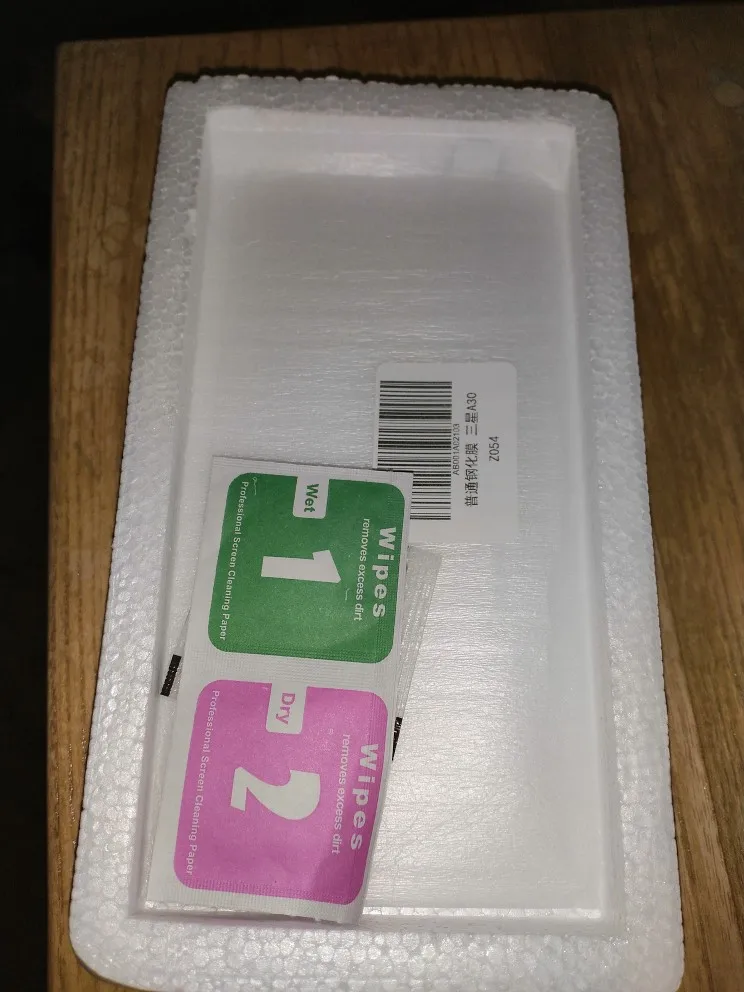 A6001A02103
普通钢化膜 三星A30
Z054
Wipes
removes excess dirt
Wet
1
Professional Screen Cleaning Paper
Wipes
removes excess dirt
Dry
2
Professional Screen Cleaning Paper